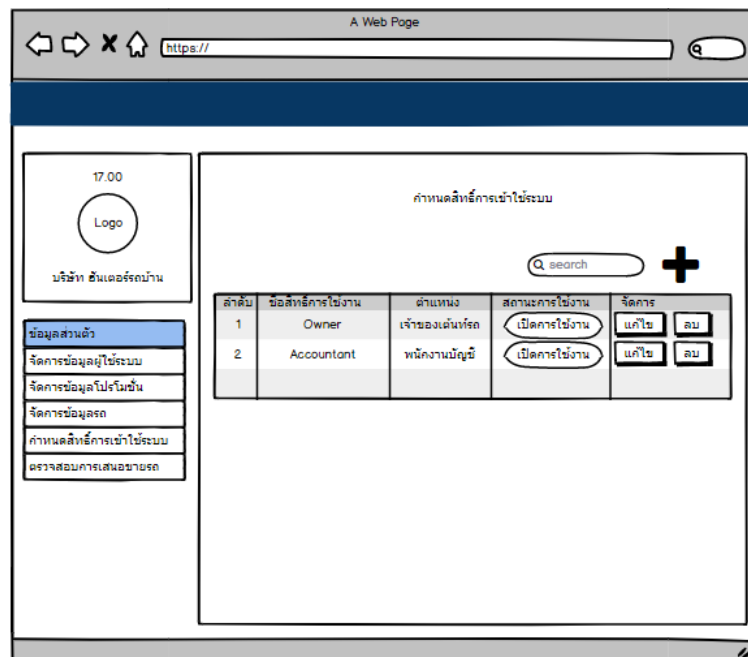 A Web Page
https://
17.00
Logo
บริษัท ฮันเตอร์รถบ้าน
ข้อมูลส่วนตัว
จัดการข้อมูลผู้ใช้ระบบ
จัดการข้อมูลโปรโมชั่น
จัดการข้อมูลรถ
กำหนดสิทธิ์การเข้าใช้ระบบ
ตรวจสอบการเสนอขายรถ
กำหนดสิทธิ์การเข้าใช้ระบบ
search
ลำดับ ชื่อสิทธิการใช้งาน ตำแหน่ง สถานะการใช้งาน จัดการ
1 Owner เจ้าของเต้นท์รถ เปิดการใช้งาน แก้ไข ลบ
2 Accountant พนักงานบัญชี เปิดการใช้งาน แก้ไข ลบ